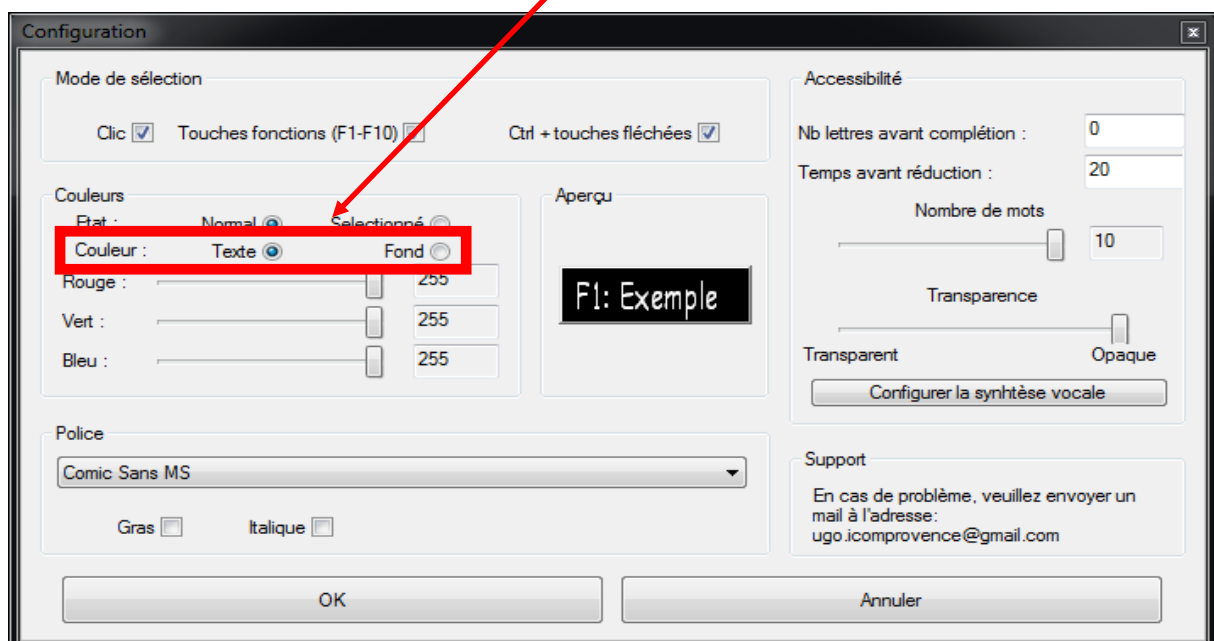 Configuration
Mode de sélection
Clic Touches fonctions (F1-F10) Ctrl + touches fléchées
Couleurs
Etat : Normal Selectionné
Couleur : Texte Fond
Rouge : 255
Vert : 255
Bleu : 255
Aperçu
F1: Exemple
Police
Comic Sans MS
Gras Italique
Accessibilité
Nb lettres avant complétion : 0
Temps avant réduction : 20
Nombre de mots
10
Transparence
Transparent Opaque
Configurer la synhtèse vocale
Support
En cas de problème, veuillez envoyer un
mail à l'adresse:
ugo.icomprovence@gmail.com
OK Annuler